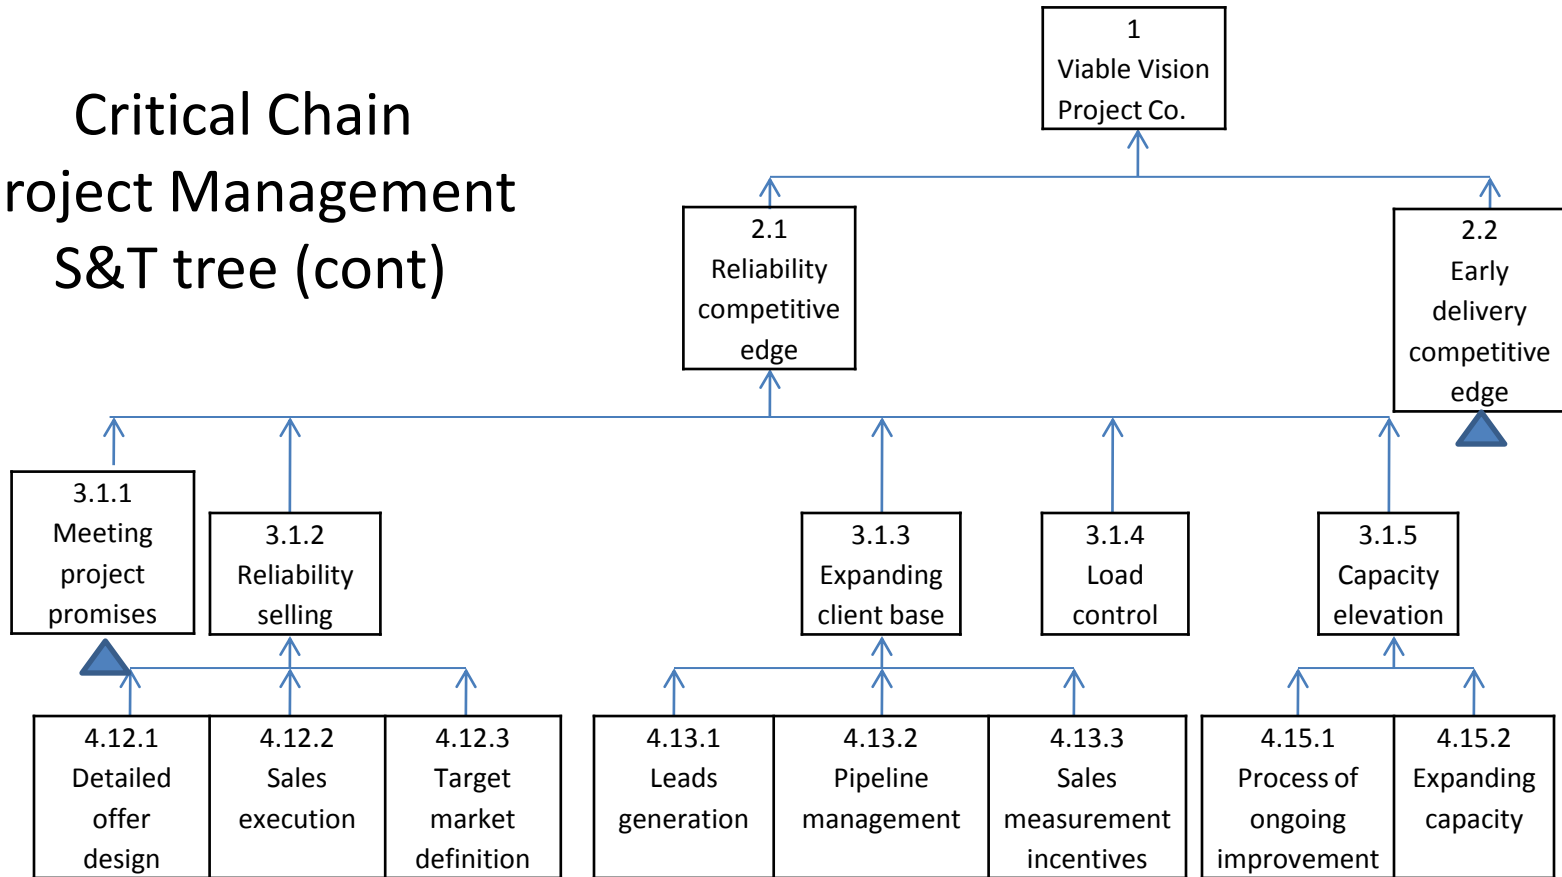 Critical Chain
roject Management
S&T tree (cont)
1
Viable Vision
Project Co.
2.1
Reliability
competitive
edge
2.2
Early
delivery
competitive
edge
3.1.1
Meeting
project
promises
3.1.2
Reliability
selling
3.1.3
Expanding
client base
3.1.4
Load
control
3.1.5
Capacity
elevation
4.12.1
Detailed
offer
design
4.12.2
Sales
execution
4.12.3
Target
market
definition
4.13.1
Leads
generation
4.13.2
Pipeline
management
4.13.3
Sales
measurement
incentives
4.15.1
Process of
ongoing
improvement
4.15.2
Expanding
capacity